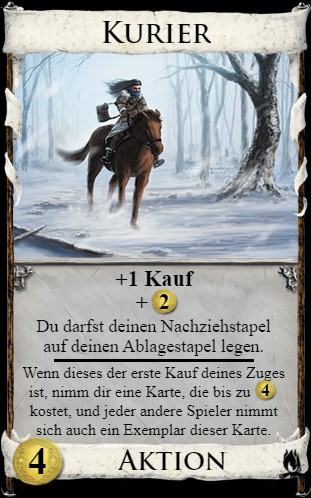 KURIER
+1 Kauf
+ 2
Du darfst deinen Nachziehstapel
auf deinen Ablagestapel legen.
Wenn dieses der erste Kauf deines Zuges
ist, nimm dir eine Karte, die bis zu 4
kostet, und jeder andere Spieler nimmt
sich auch ein Exemplar dieser Karte.
4 AKTION